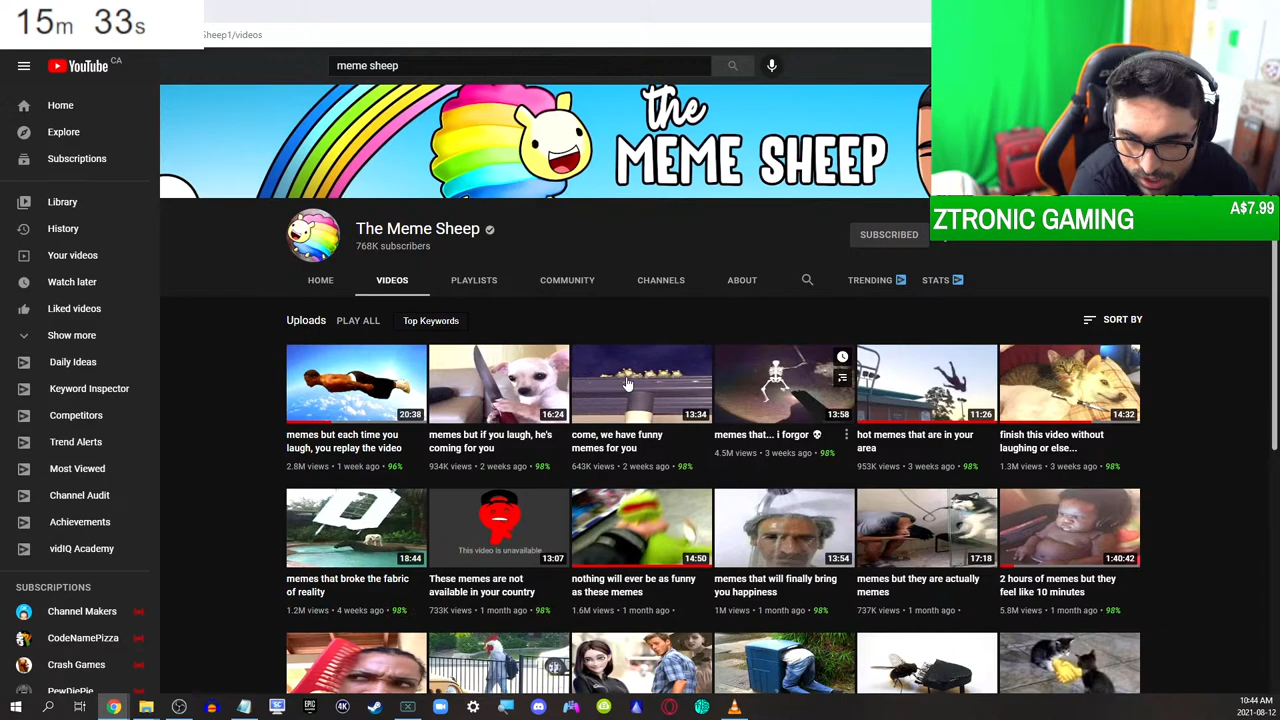 15m 33s
Sheep1/videos
YouTube CA
meme sheep
Home
Explore
Subscriptions
Library
History
Your videos
Watch later
Liked videos
Show more
Daily Ideas
Keyword Inspector
Competitors
Trend Alerts
Most Viewed
Channel Audit
Achievements
vidIQ Academy
SUBSCRIPTIONS
Channel Makers
CodeNamePizza
Crash Games
PewDiePie
the
MEME SHEEP
ZTRONIC GAMING
A$7.99
The Meme Sheep
768K subscribers
SUBSCRIBED
HOME
VIDEOS
PLAYLISTS
COMMUNITY
CHANNELS
ABOUT
TRENDING
STATS
Uploads
PLAY ALL
Top Keywords
SORT BY
20:38
16:24
13:34
13:58
11:26
14:32
memes but each time you
laugh, you replay the video
2.8M views • 1 week ago • 96%
memes but if you laugh, he's
coming for you
934K views • 2 weeks ago • 98%
come, we have funny
memes for you
643K views • 2 weeks ago • 98%
memes that... i forgor 💀
4.5M views • 3 weeks ago • 98%
hot memes that are in your
area
953K views • 3 weeks ago • 98%
finish this video without
laughing or else...
1.3M views • 3 weeks ago • 98%
18:44
This video is unavailable
13:07
14:50
13:54
17:18
1:40:42
memes that broke the fabric
of reality
1.2M views • 4 weeks ago • 98%
These memes are not
available in your country
733K views • 1 month ago • 98%
nothing will ever be as funny
as these memes
1.6M views • 1 month ago •
memes that will finally bring
you happiness
1M views • 1 month ago • 98%
memes but they are actually
memes
737K views • 1 month ago •
2 hours of memes but they
feel like 10 minutes
5.8M views • 1 month ago • 98%
10:44 AM
2021-08-12